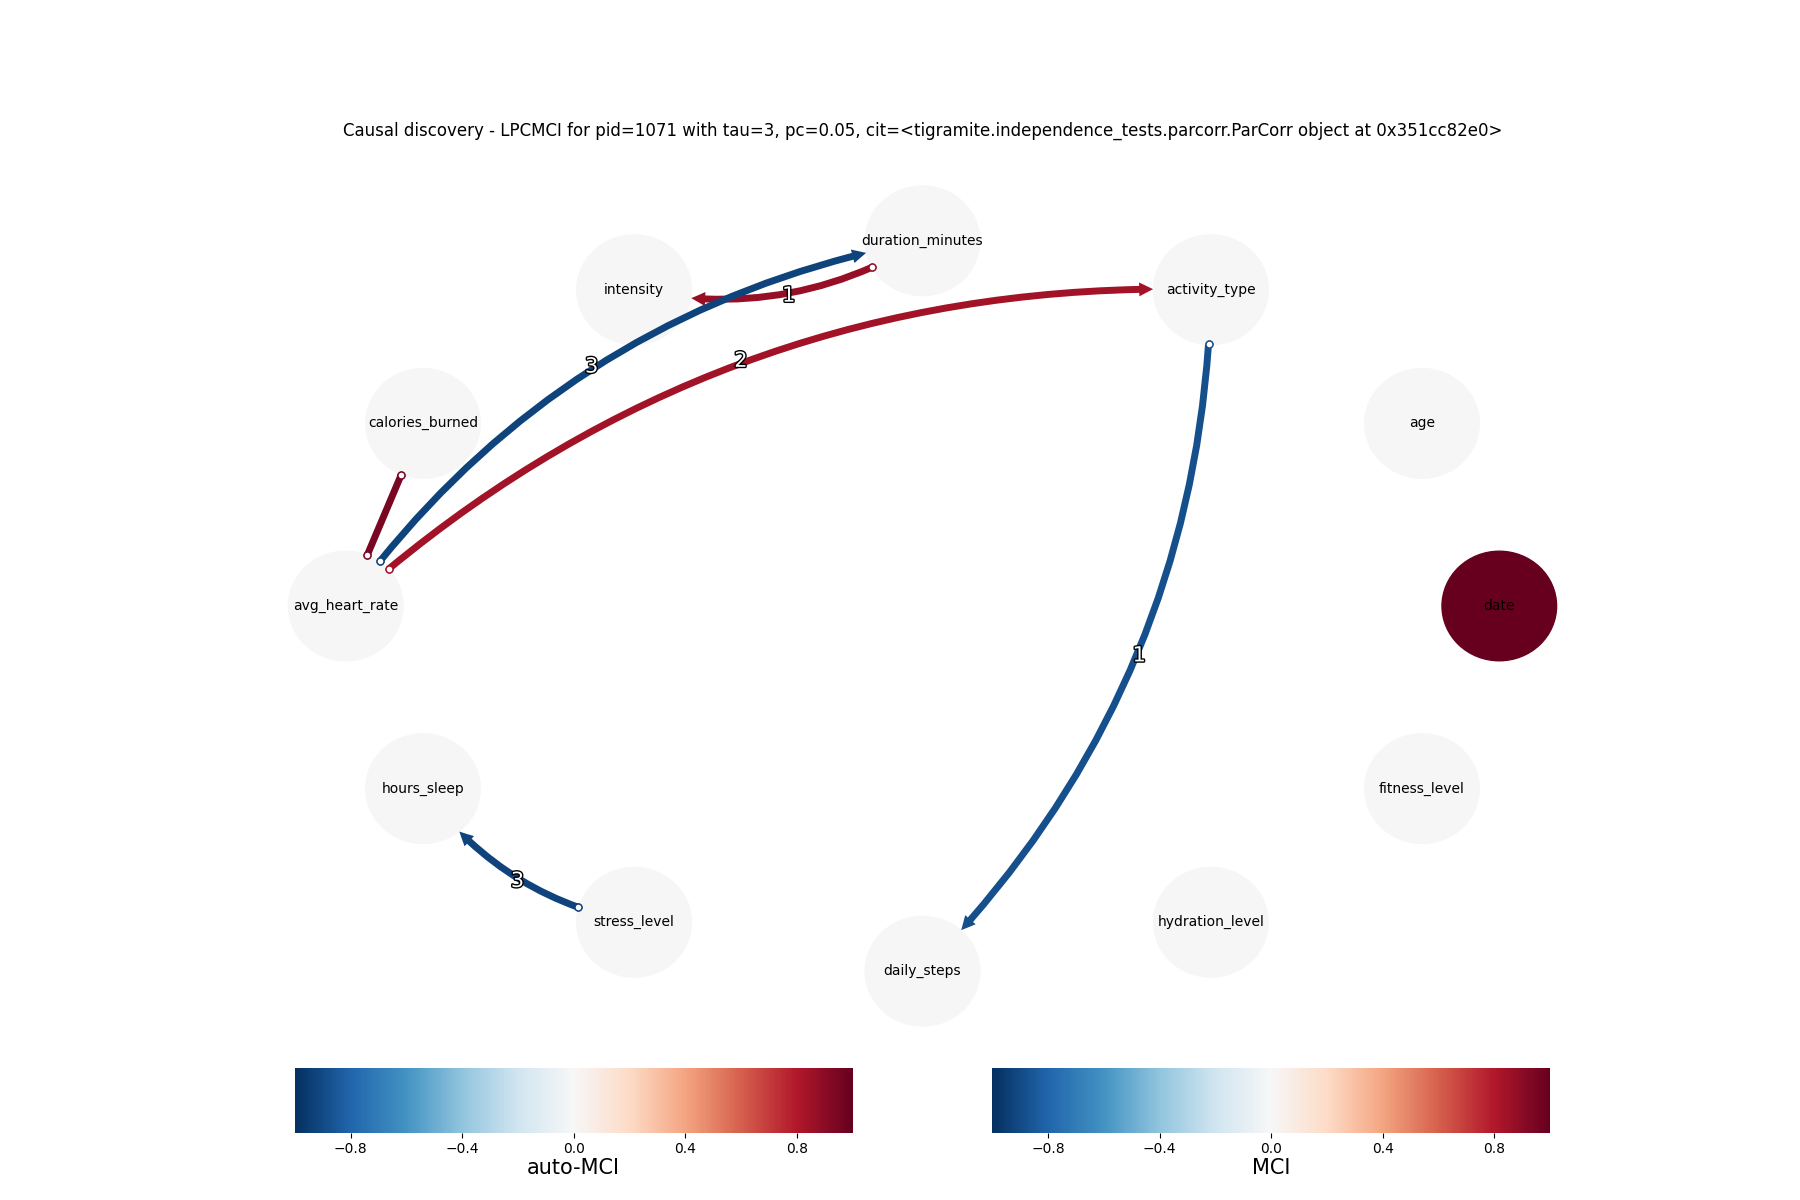 Causal discovery - LPCMCI for pid=1071 with tau=3, pc=0.05, cit=<tigramite.independence_tests.parcorr.ParCorr object at 0x351cc82e0>
duration_minutes
intensity
activity_type
1
3
2
calories_burned
age
avg_heart_rate
date
1
hours_sleep
fitness_level
3
stress_level
hydration_level
daily_steps
−0.8 −0.4 0.0 0.4 0.8
auto-MCI
−0.8 −0.4 0.0 0.4 0.8
MCI